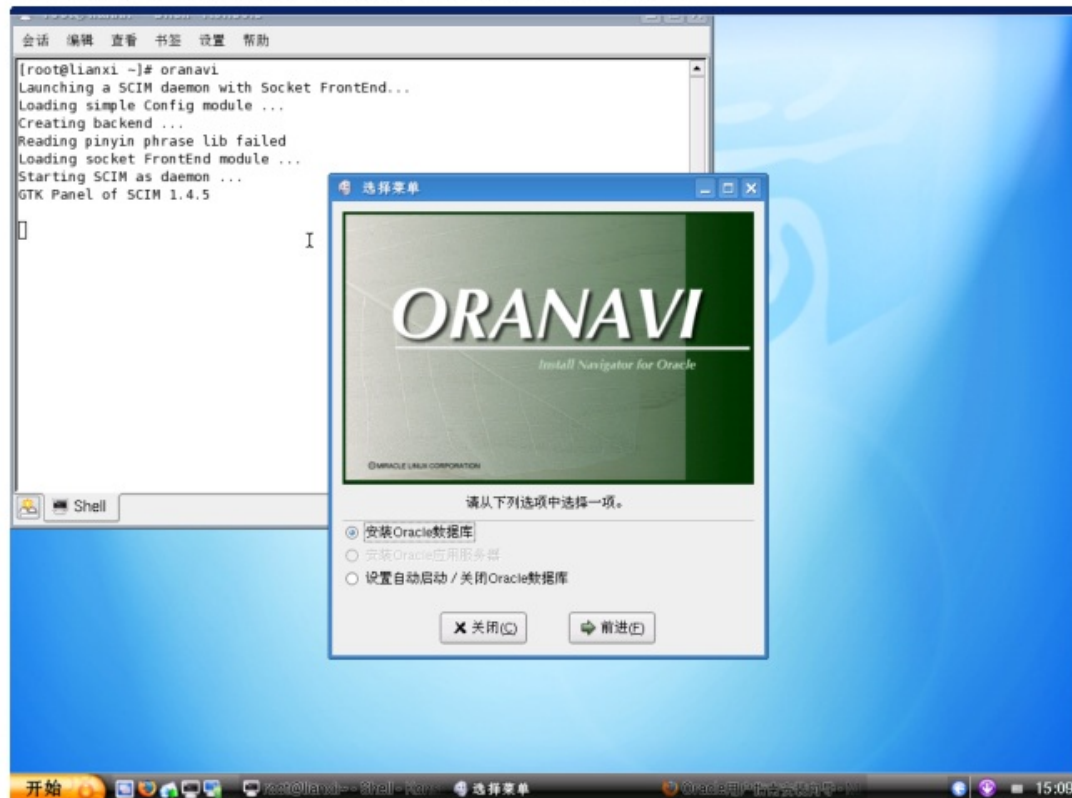 会话 编辑 查看 书签 设置 帮助
[root@lianxi ~]# oranavi
Launching a SCIM daemon with Socket FrontEnd...
Loading simple Config module ...
Creating backend ...
Reading pinyin phrase lib failed
Loading socket FrontEnd module ...
Starting SCIM as daemon ...
GTK Panel of SCIM 1.4.5
Shell
选择菜单
ORANAVI
Install Navigator for Oracle
©MIRACLE LINUX CORPORATION
请从下列选项中选择一项。
安装Oracle数据库
安装Oracle应用服务器
设置自动启动 / 关闭Oracle数据库
关闭(C)
前进(F)
开始 root@lianxi:~ - Shell - 选择菜单 15:09